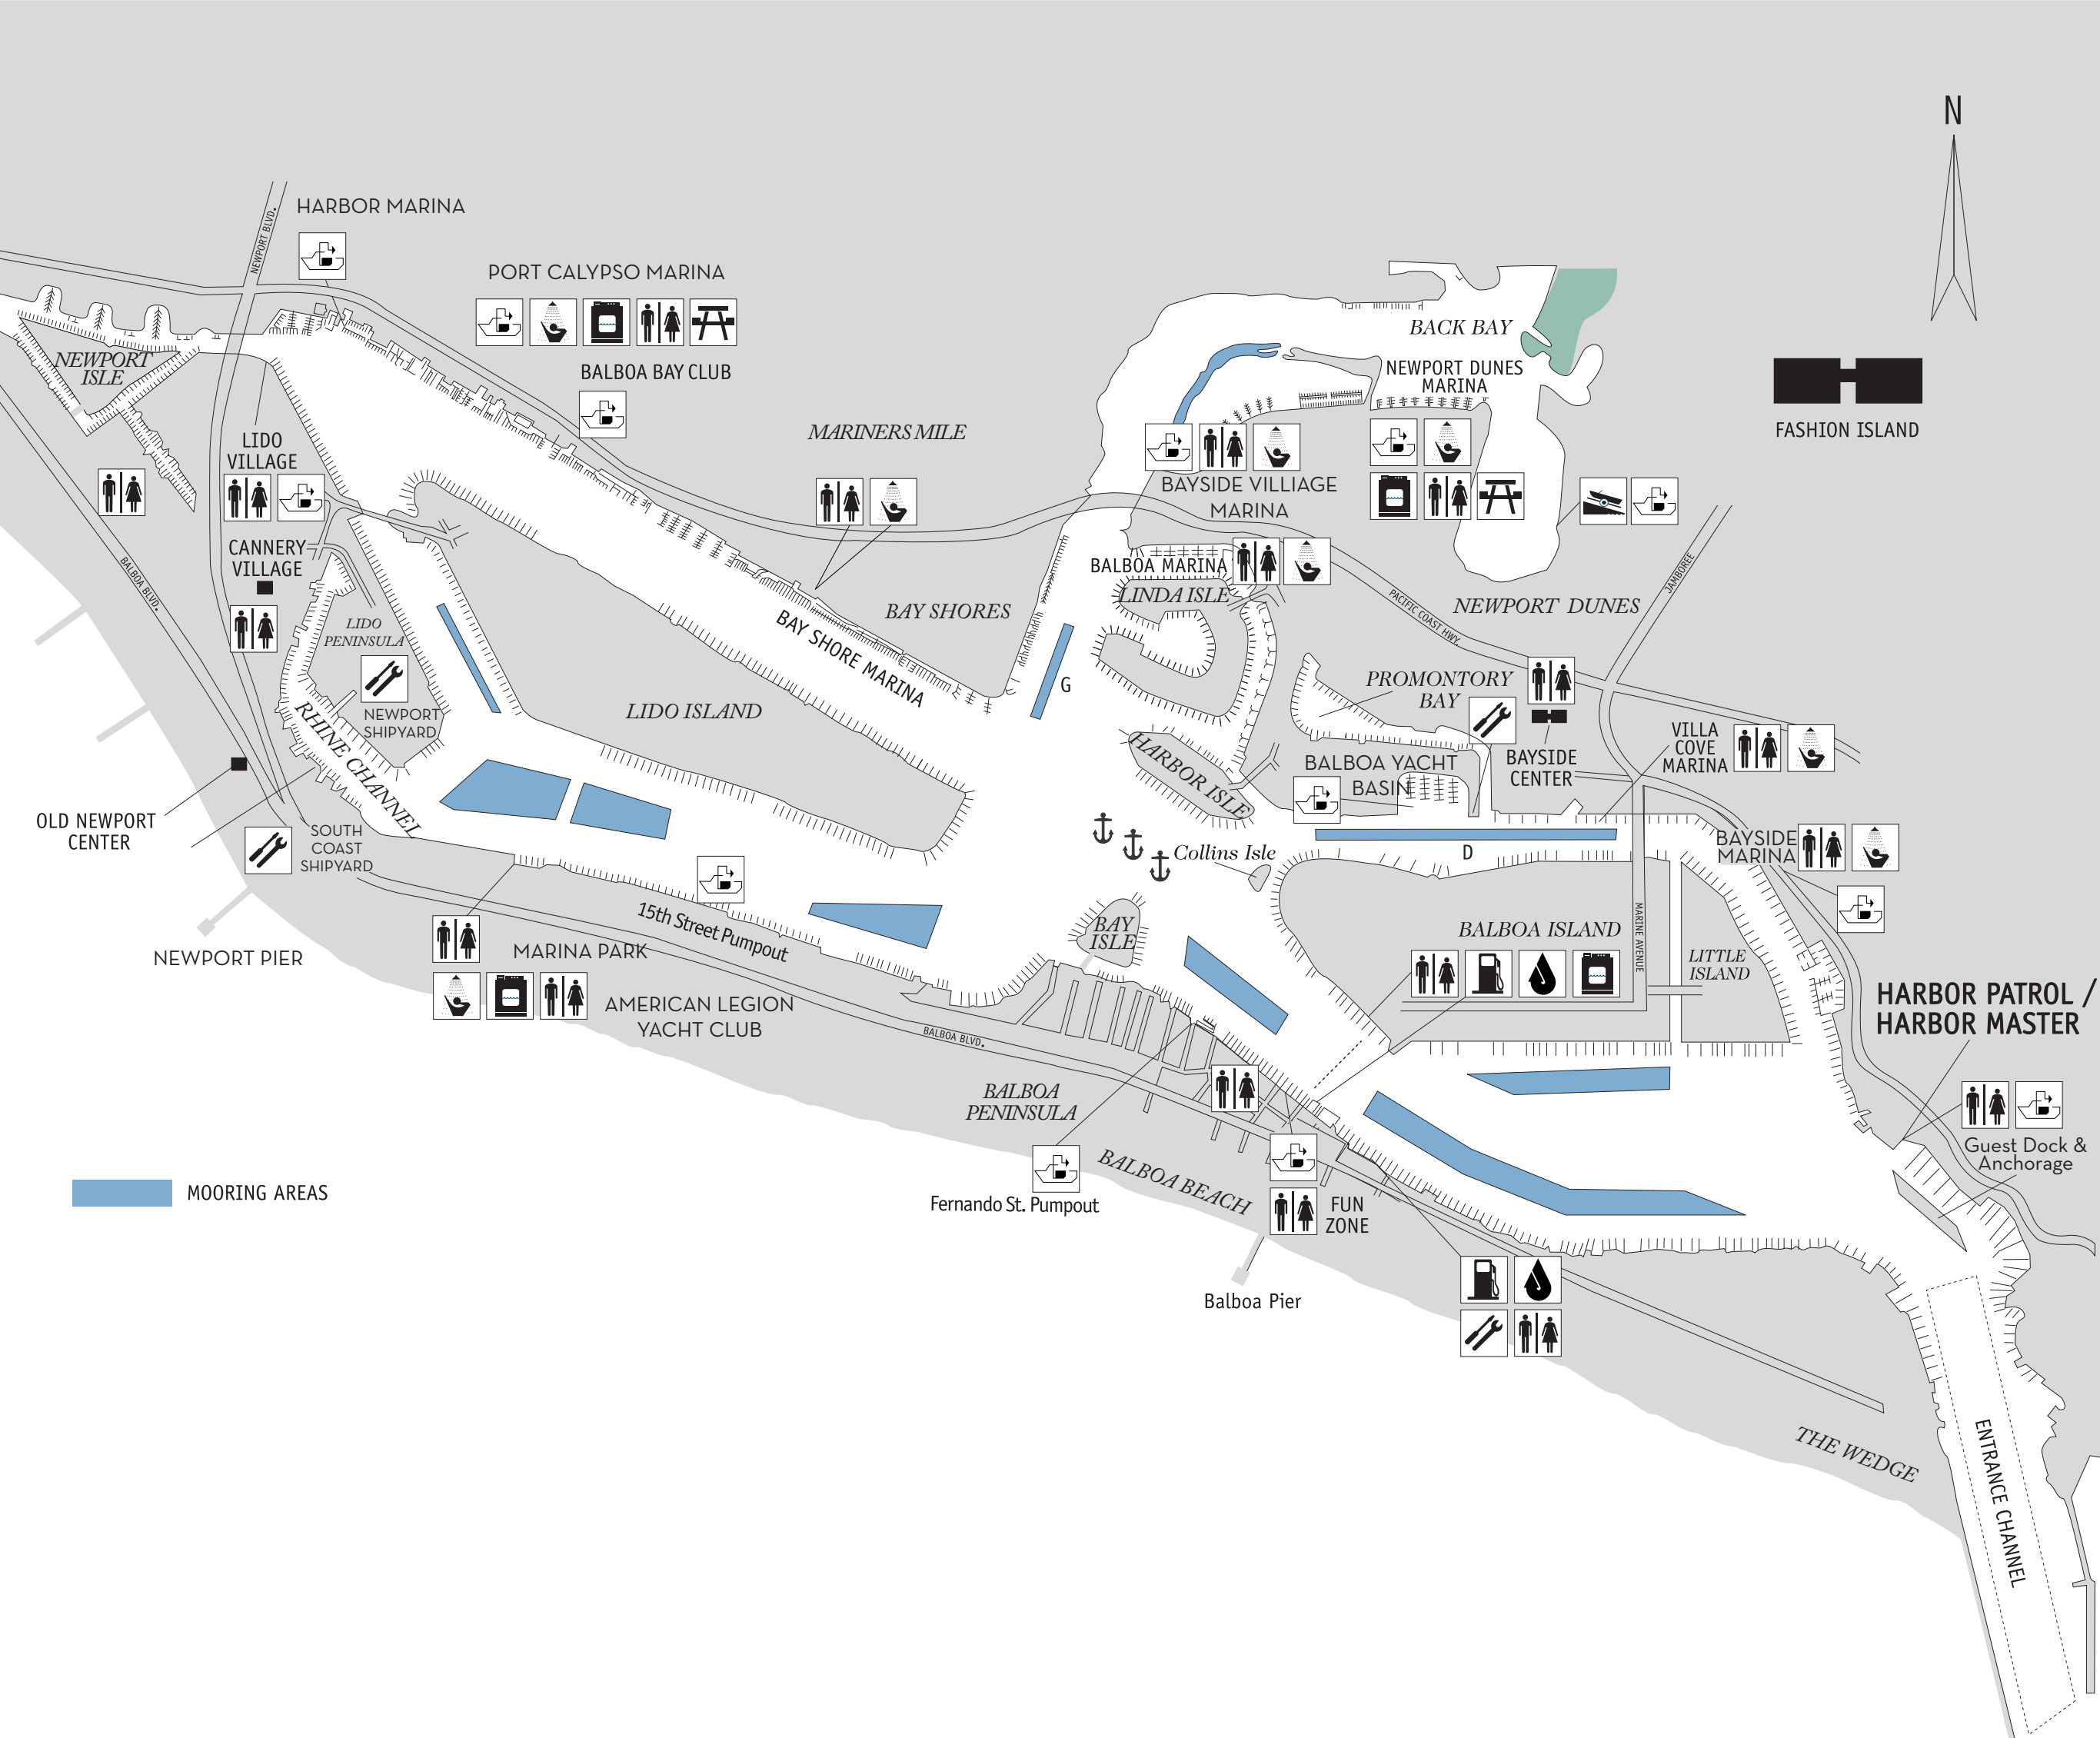 N
HARBOR MARINA
NEWPORT BLVD.
PORT CALYPSO MARINA
BACK BAY
NEWPORT
ISLE
BALBOA BAY CLUB
NEWPORT DUNES
MARINA
FASHION ISLAND
MARINERS MILE
LIDO
VILLAGE
BAYSIDE VILLIAGE
MARINA
CANNERY
VILLAGE
BALBOA BLVD.
BALBOA MARINA
LINDA ISLE
JAMBOREE
PACIFIC COAST HWY.
NEWPORT DUNES
BAY SHORES
BAY SHORE MARINA
LIDO
PENINSULA
G
PROMONTORY
BAY
LIDO ISLAND
NEWPORT
SHIPYARD
RHINE CHANNEL
HARBOR ISLE
VILLA
COVE
MARINA
BAYSIDE
CENTER
BALBOA YACHT
BASIN
OLD NEWPORT
CENTER
SOUTH
COAST
SHIPYARD
Collins Isle
D
BAYSIDE
MARINA
15th Street Pumpout
BAY
ISLE
BALBOA ISLAND
MARINE AVENUE
LITTLE
ISLAND
NEWPORT PIER
MARINA PARK
AMERICAN LEGION
YACHT CLUB
BALBOA BLVD.
HARBOR PATROL /
HARBOR MASTER
BALBOA
PENINSULA
Guest Dock &
Anchorage
BALBOA BEACH
MOORING AREAS
Fernando St. Pumpout
FUN
ZONE
Balboa Pier
THE WEDGE
ENTRANCE CHANNEL